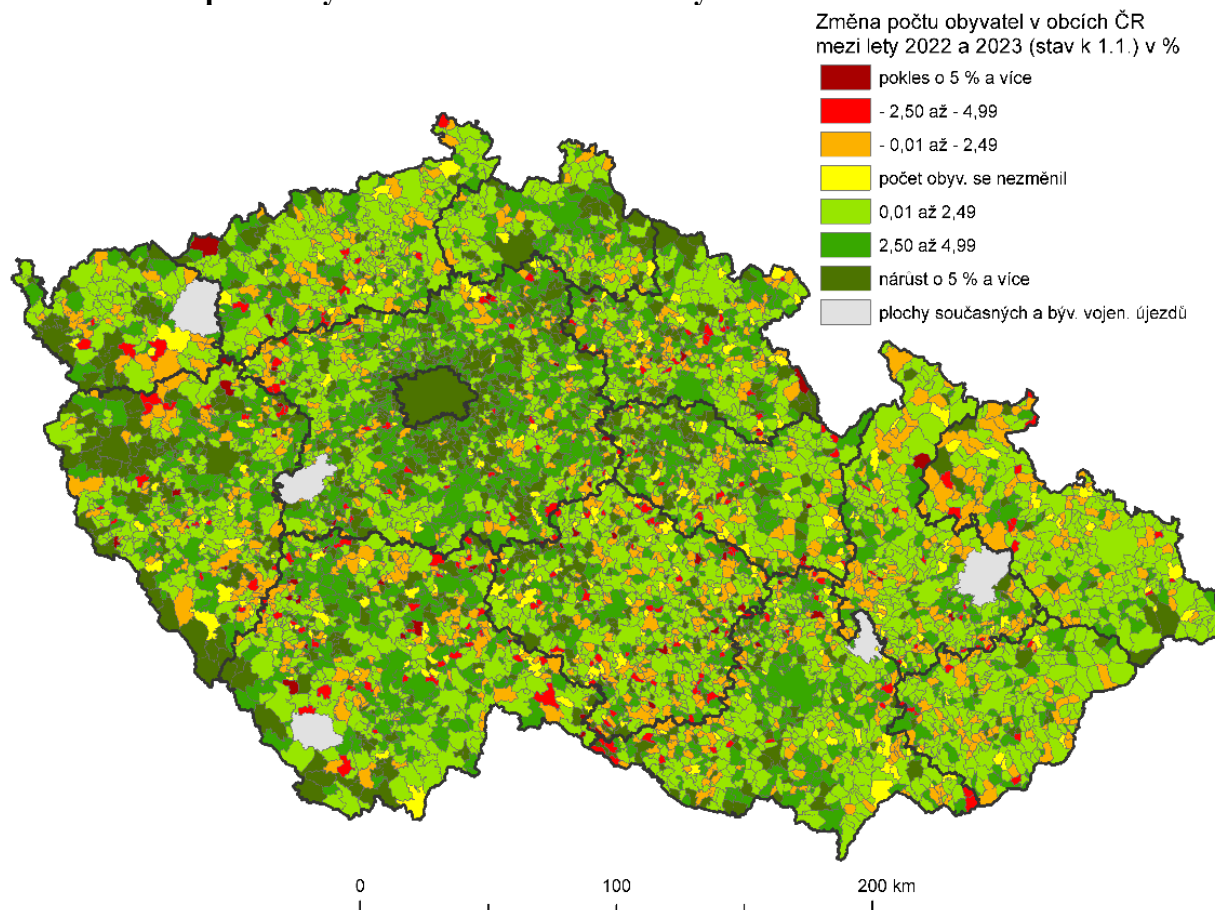 Změna počtu obyvatel v obcích ČR
mezi lety 2022 a 2023 (stav k 1.1.) v %
pokles o 5 % a více
- 2,50 až - 4,99
- 0,01 až - 2,49
počet obyv. se nezměnil
0,01 až 2,49
2,50 až 4,99
nárůst o 5 % a více
plochy současných a býv. vojen. újezdů
0 100 200 km